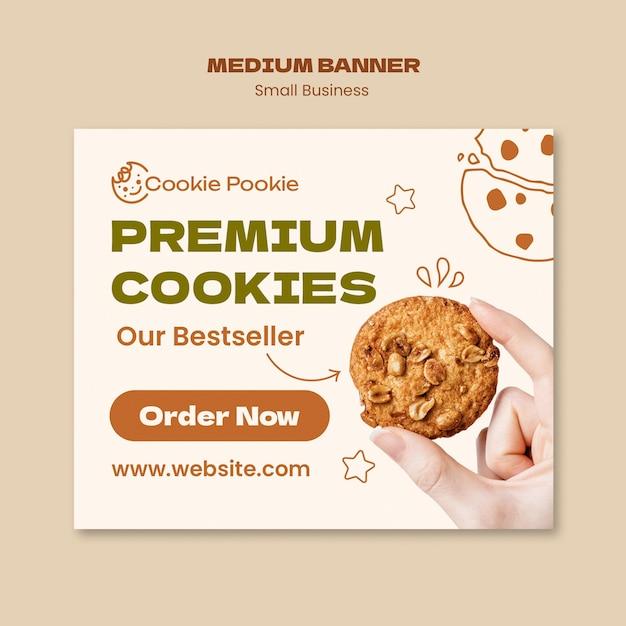 MEDIUM BANNER
Small Business
Cookie Pookie
PREMIUM
COOKIES
Our Bestseller
Order Now
www.website.com